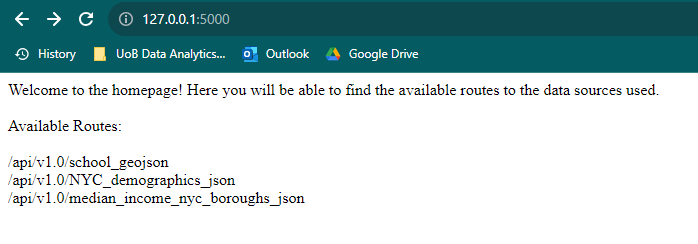 127.0.0.1:5000
History UoB Data Analytics... Outlook Google Drive
Welcome to the homepage! Here you will be able to find the available routes to the data sources used.
Available Routes:
/api/v1.0/school_geojson
/api/v1.0/NYC_demographics_json
/api/v1.0/median_income_nyc_boroughs_json